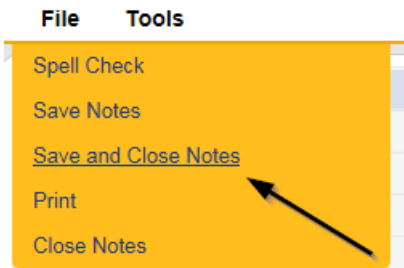 File Tools
Spell Check
Save Notes
Save and Close Notes
Print
Close Notes